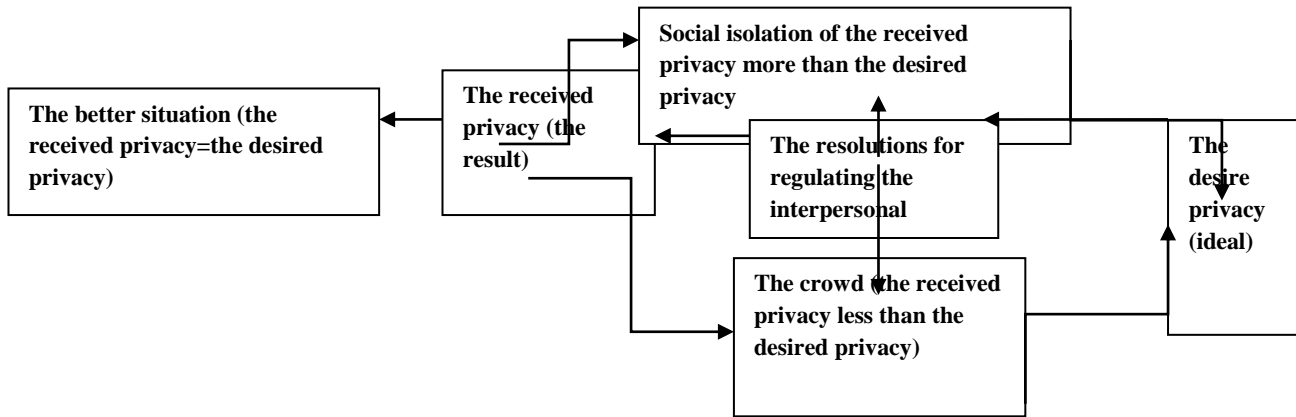 The better situation (the
received privacy=the desired
privacy)
The received
privacy (the
result)
Social isolation of the received
privacy more than the desired
privacy
The resolutions for
regulating the
interpersonal
The crowd (the received
privacy less than the
desired privacy)
The
desire
privacy
(ideal)